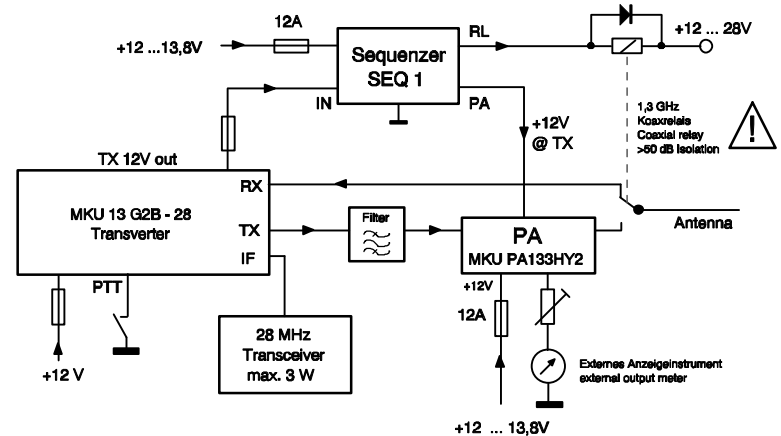 12A
RL
+12 ... 28V
+12 ...13,8V
Sequenzer
SEQ 1
IN
PA
+12V
@ TX
1,3 GHz
Koaxrelais
Coaxial relay
>50 dB Isolation
!
TX 12V out
RX
MKU 13 G2B - 28
Transverter
TX
IF
Filter
PA
MKU PA133HY2
Antenna
PTT
+12V
12A
28 MHz
Transceiver
max. 3 W
+12 V
Externes Anzeigeinstrument
external output meter
+12 ... 13,8V